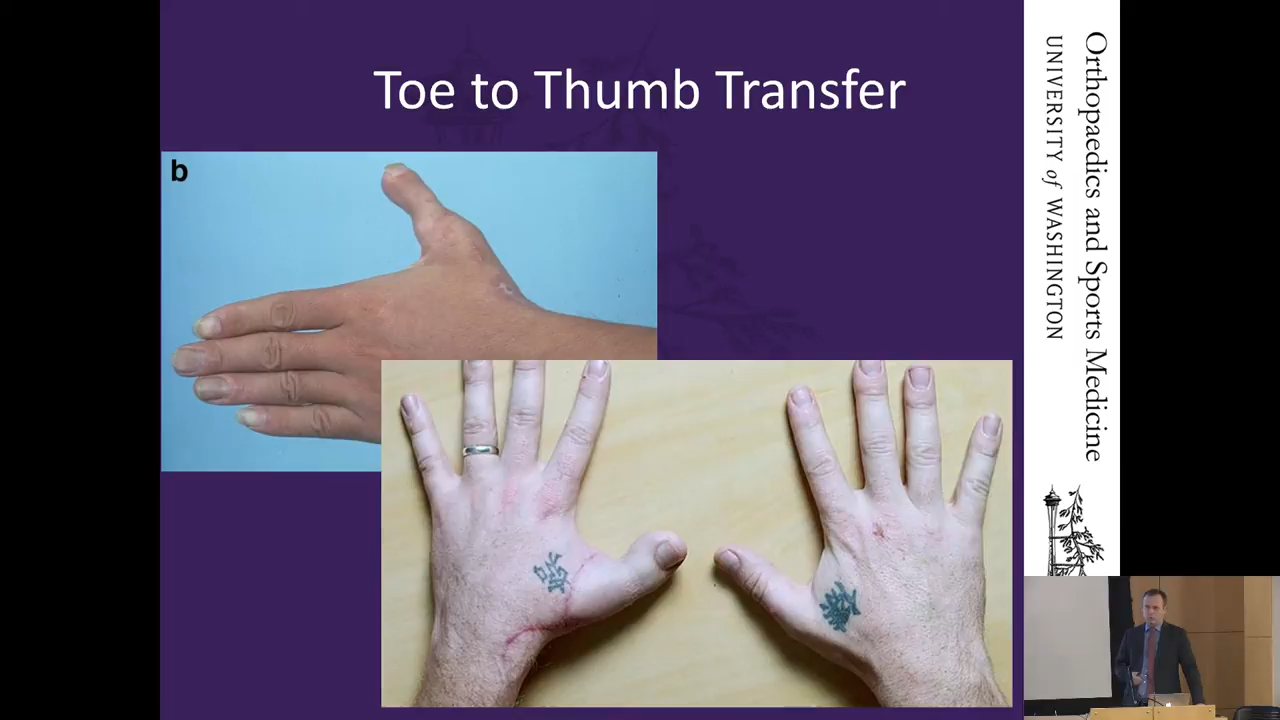 Toe to Thumb Transfer
b
Orthopaedics and Sports Medicine
UNIVERSITY of WASHINGTON